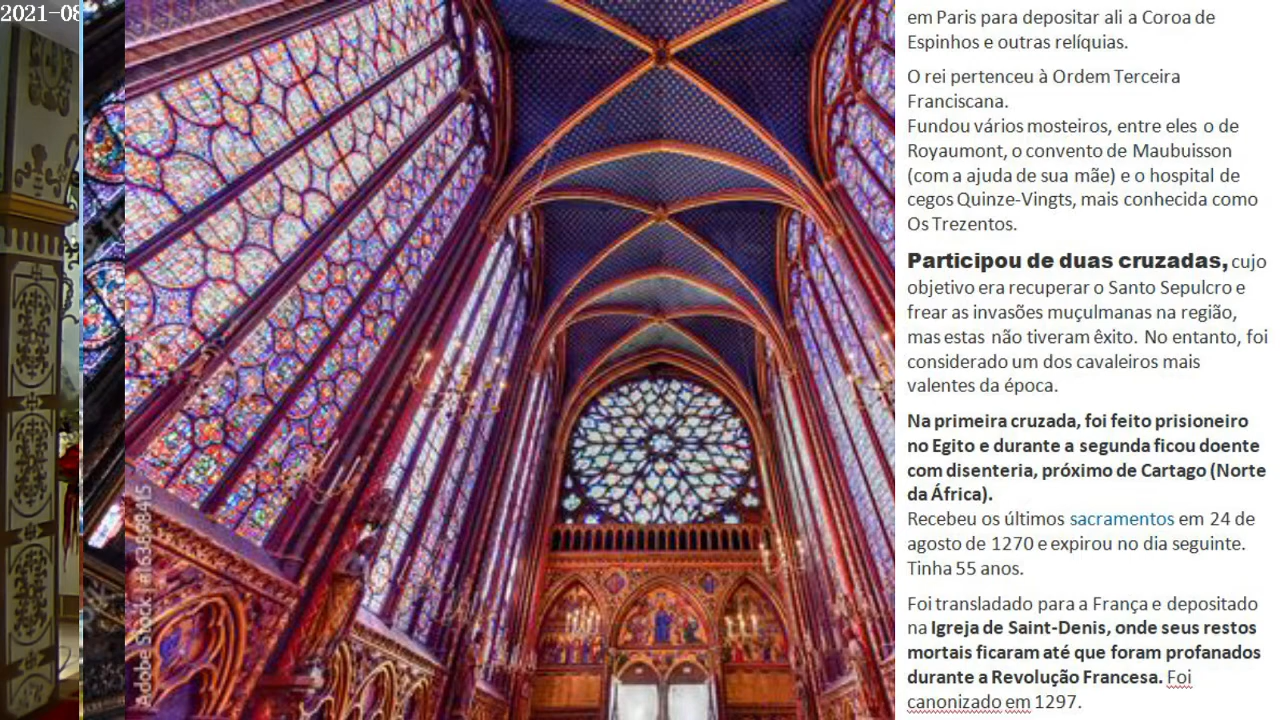 2021-08
em Paris para depositar ali a Coroa de
Espinhos e outras relíquias.
O rei pertenceu à Ordem Terceira
Franciscana.
Fundou vários mosteiros, entre eles o de
Royaumont, o convento de Maubuisson
(com a ajuda de sua mãe) e o hospital de
cegos Quinze-Vingts, mais conhecida como
Os Trezentos.
Participou de duas cruzadas, cujo
objetivo era recuperar o Santo Sepulcro e
frear as invasões muçulmanas na região,
mas estas não tiveram êxito. No entanto, foi
considerado um dos cavaleiros mais
valentes da época.
Na primeira cruzada, foi feito prisioneiro
no Egito e durante a segunda ficou doente
com disenteria, próximo de Cartago (Norte
da África).
Recebeu os últimos sacramentos em 24 de
agosto de 1270 e expirou no dia seguinte.
Tinha 55 anos.
Foi transladado para a França e depositado
na Igreja de Saint-Denis, onde seus restos
mortais ficaram até que foram profanados
durante a Revolução Francesa. Foi
canonizado em 1297.
Adobe Stock | #163898415